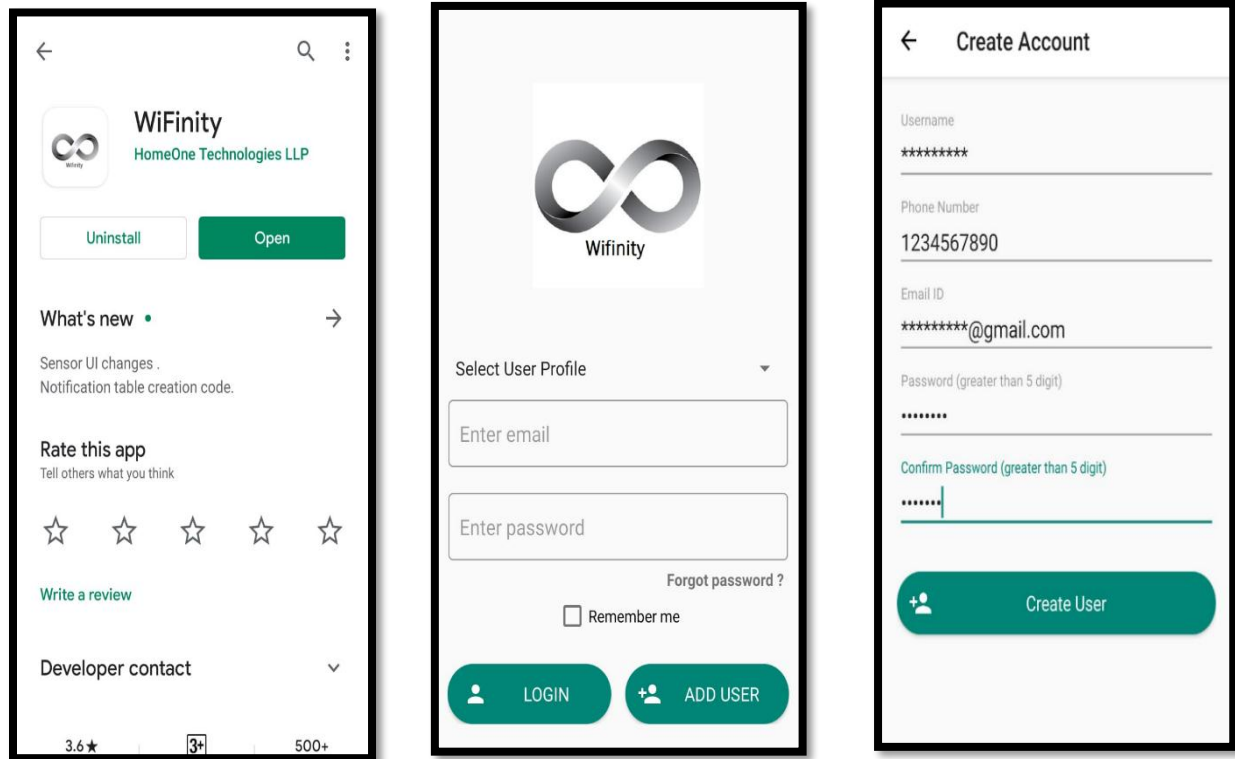 WiFinity
HomeOne Technologies LLP
Wifinity
Uninstall
Open
What's new •
Sensor UI changes .
Notification table creation code.
Rate this app
Tell others what you think
Write a review
Developer contact
3.6★
3+
500+
Wifinity
Select User Profile
Enter email
Enter password
Forgot password ?
Remember me
LOGIN
ADD USER
Create Account
Username
*********
Phone Number
1234567890
Email ID
*********@gmail.com
Password (greater than 5 digit)
••••••••
Confirm Password (greater than 5 digit)
•••••••
Create User